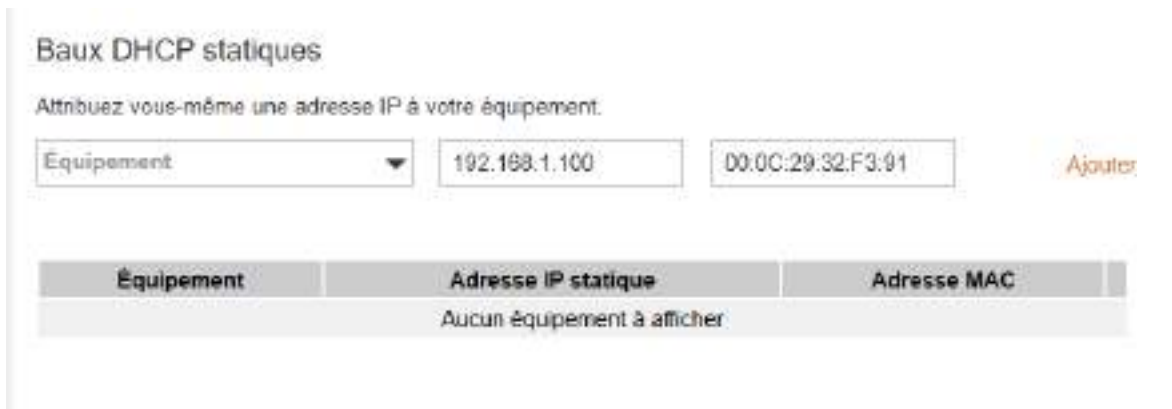 Baux DHCP statiques
Attribuez vous-même une adresse IP à votre équipement.
Équipement 192.168.1.100 00:0C:29:32:F3:91 Ajouter
Équipement Adresse IP statique Adresse MAC
Aucun équipement à afficher